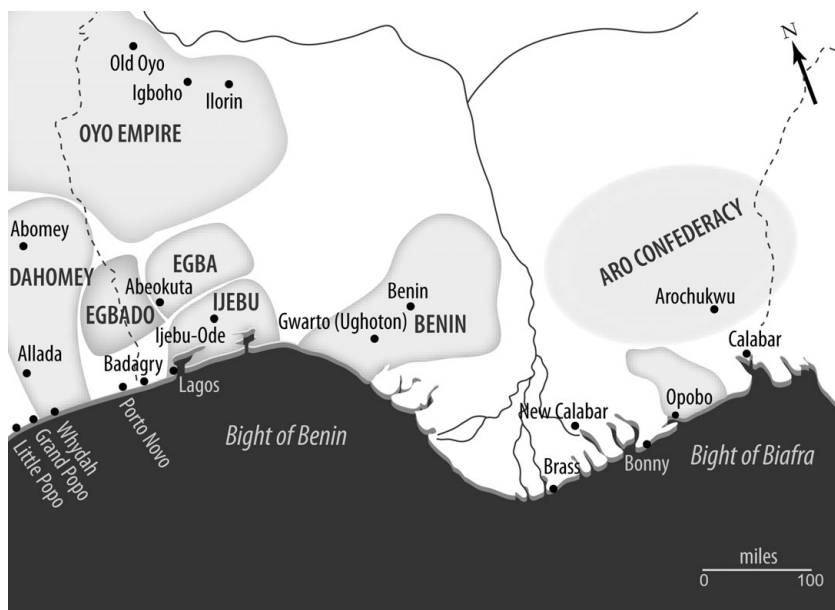 N
Old Oyo
Igboho
Ilorin
OYO EMPIRE
ARO CONFEDERACY
Abomey
DAHOMEY
EGBA
Abeokuta
EGBADO
IJEBU
Ijebu-Ode
Benin
Gwarto (Ughoton)
BENIN
Arochukwu
Calabar
Allada
Badagry
Lagos
Opobo
New Calabar
Porto Novo
Whydah
Grand Popo
Little Popo
Bight of Benin
Brass
Bonny
Bight of Biafra
miles
0 100